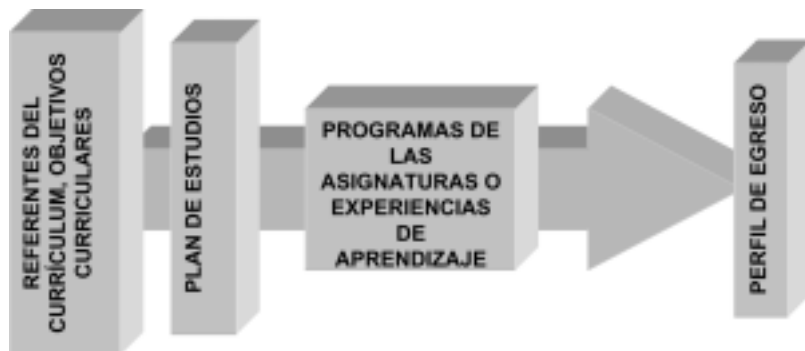 REFERENTES DEL
CURRÍCULUM, OBJETIVOS
CURRICULARES
PLAN DE ESTUDIOS
PROGRAMAS DE
LAS
ASIGNATURAS O
EXPERIENCIAS
DE
APRENDIZAJE
PERFIL DE EGRESO